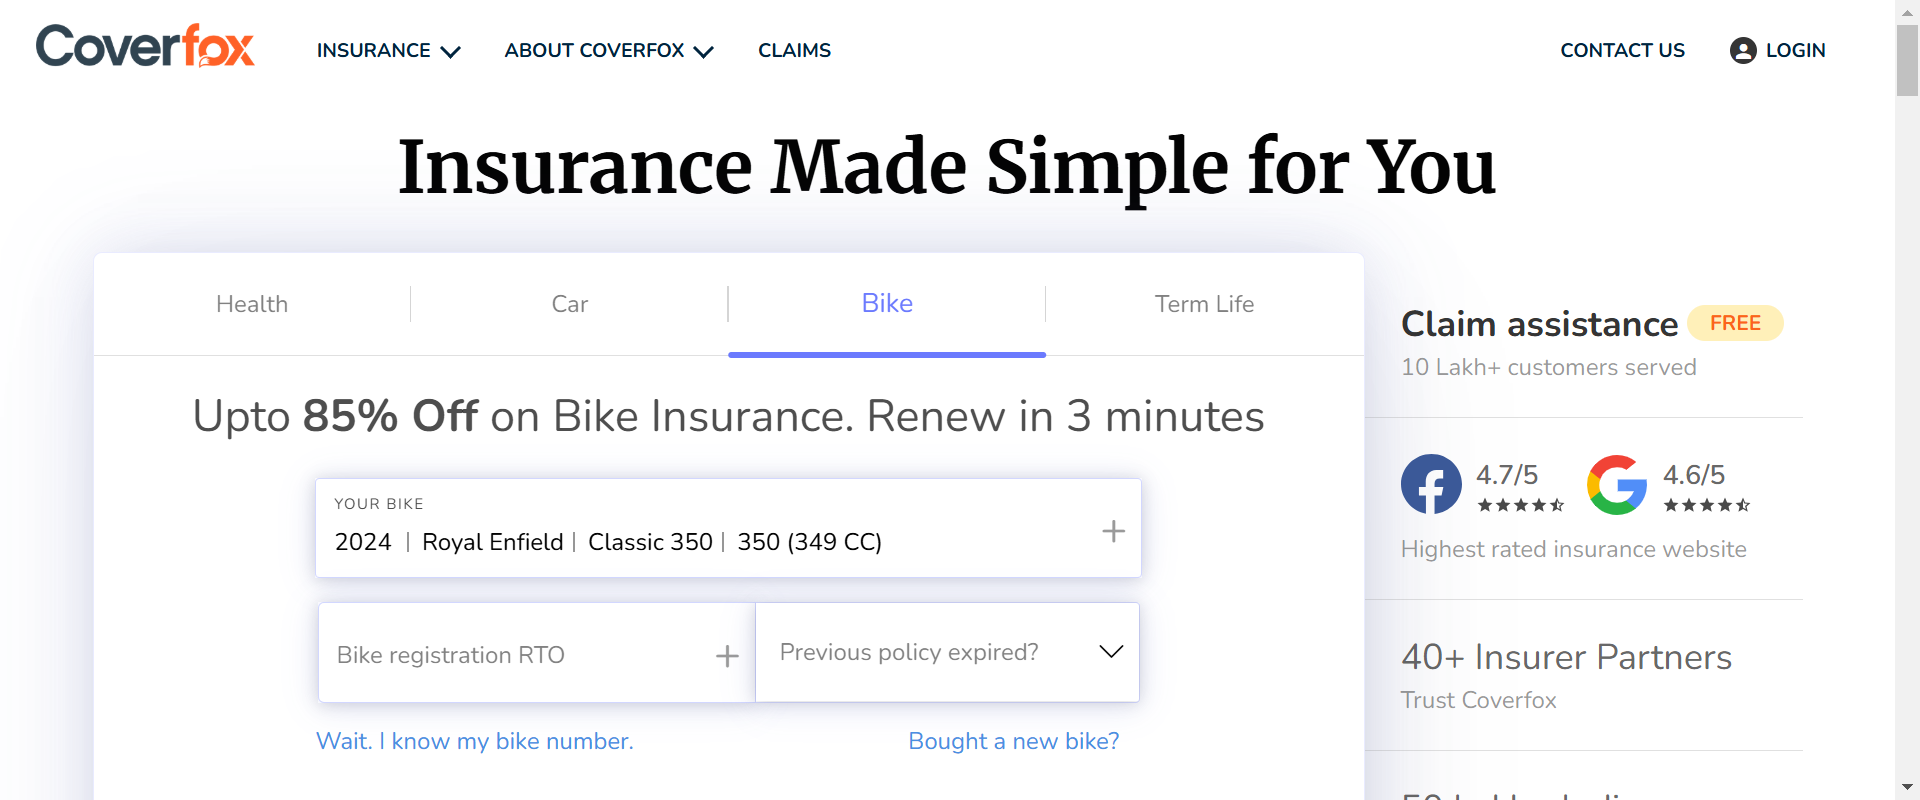 Coverfox
INSURANCE
ABOUT COVERFOX
CLAIMS
CONTACT US
LOGIN
Insurance Made Simple for You
Health
Car
Bike
Term Life
Upto 85% Off on Bike Insurance. Renew in 3 minutes
YOUR BIKE
2024 | Royal Enfield | Classic 350 | 350 (349 CC)
Bike registration RTO
Previous policy expired?
Wait. I know my bike number.
Bought a new bike?
Claim assistance FREE
10 Lakh+ customers served
4.7/5
4.6/5
Highest rated insurance website
40+ Insurer Partners
Trust Coverfox